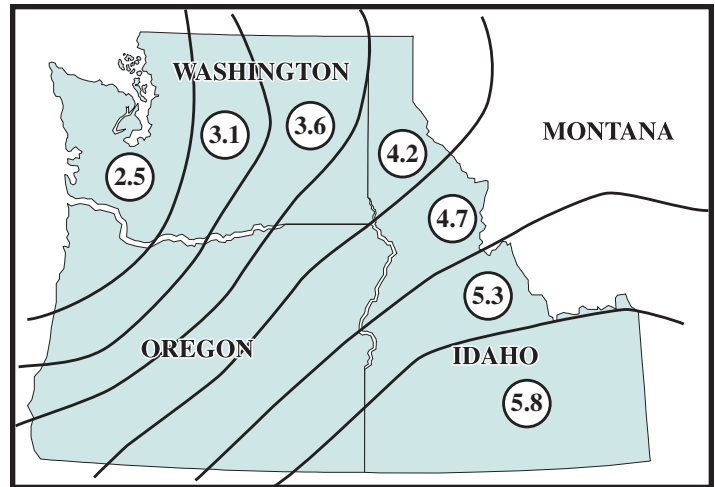 WASHINGTON
3.1
3.6
MONTANA
4.2
2.5
4.7
5.3
OREGON
IDAHO
5.8